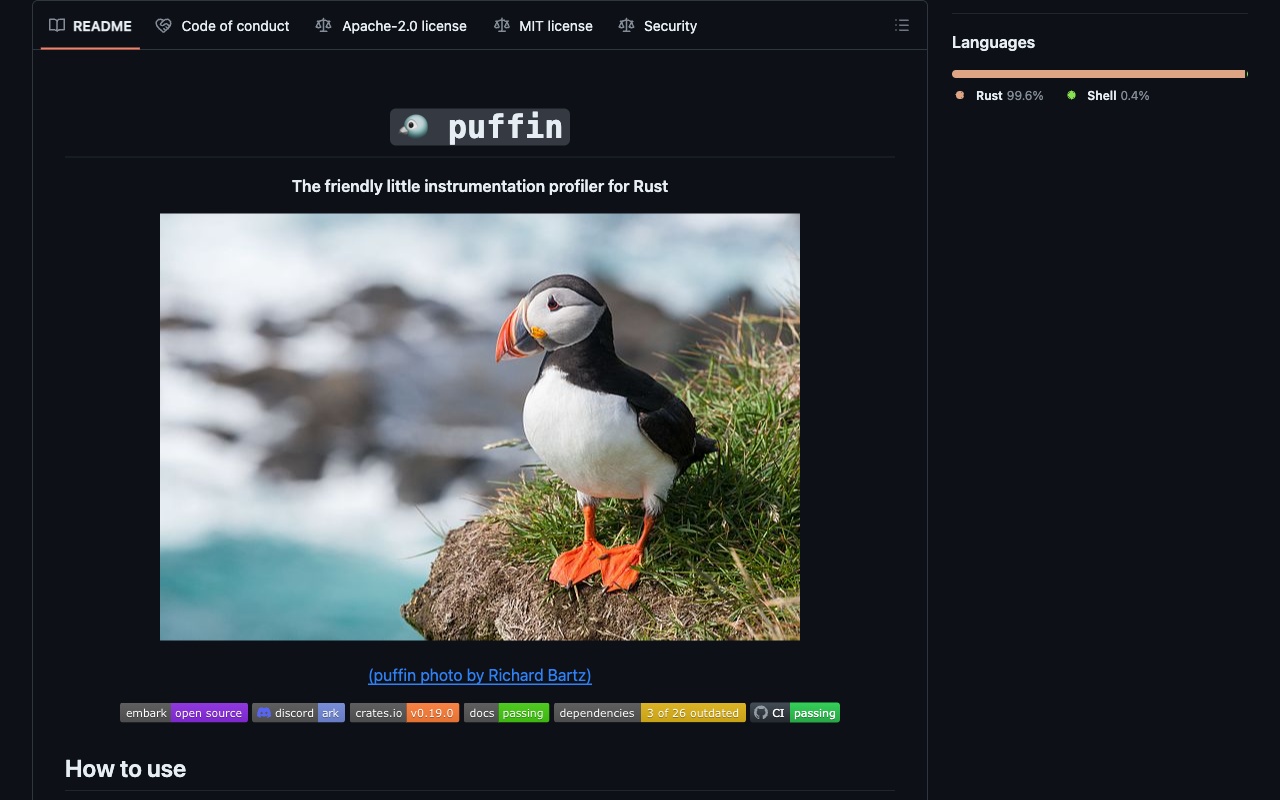 README Code of conduct Apache-2.0 license MIT license Security
puffin
The friendly little instrumentation profiler for Rust
(puffin photo by Richard Bartz)
embark open source discord ark crates.io v0.19.0 docs passing dependencies 3 of 26 outdated CI passing
How to use
Languages
Rust 99.6% Shell 0.4%